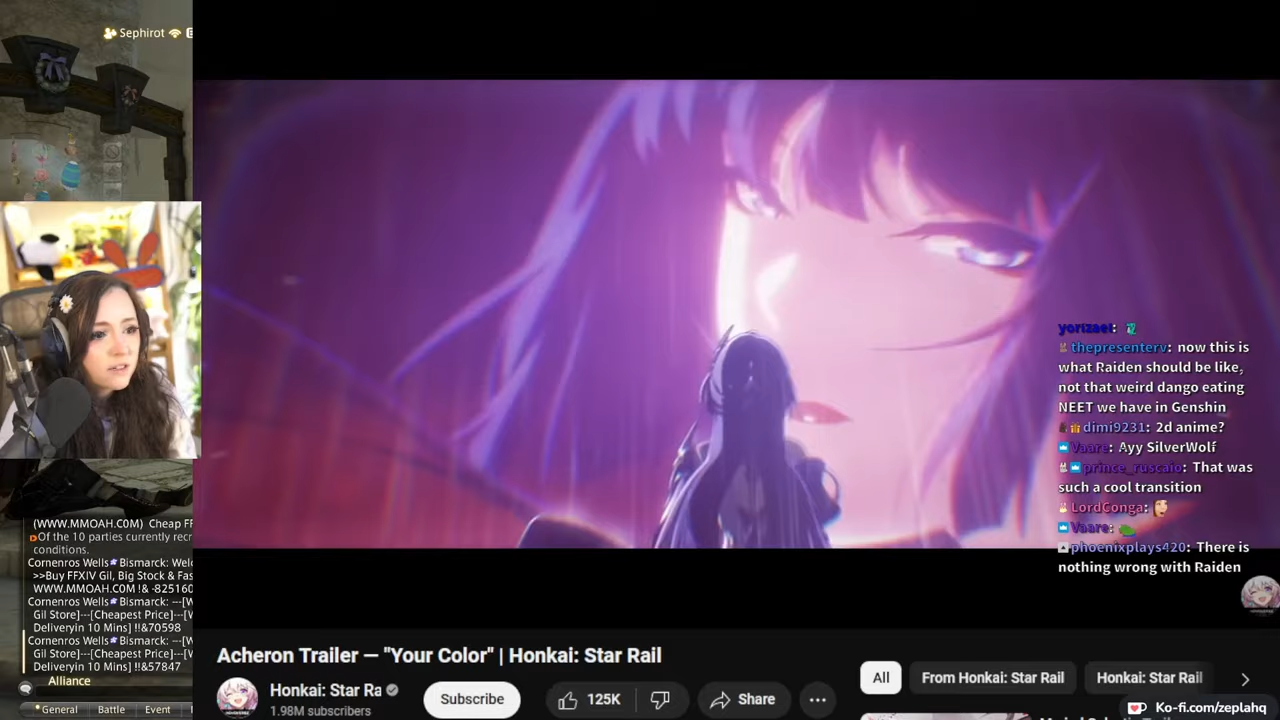 Sephirot
yorizaei:
thepresenterv: now this is
what Raiden should be like,
not that weird dango eating
NEET we have in Genshin
dimi9231: 2d anime?
Vaare: Ayy SilverWolf
prince_ruscaio: That was
such a cool transition
LordConga:
Vaare:
phoenixplays420: There is
nothing wrong with Raiden
(WWW.MMOAH.COM) Cheap FF
Of the 10 parties currently recr
conditions.
Cornenros Wells Bismarck: Welc
>>Buy FFXIV Gil, Big Stock & Fas
WWW.MMOAH.COM !& -825160
Cornenros Wells Bismarck: ---[W
Gil Store]---[Cheapest Price]---[W
Deliveryin 10 Mins] !!&70598
Cornenros Wells Bismarck: ---[W
Gil Store]---[Cheapest Price]---[W
Deliveryin 10 Mins] !!&57847
Alliance
General Battle Event
Acheron Trailer — "Your Color" | Honkai: Star Rail
Honkai: Star Ra
1.98M subscribers
Subscribe
125K
Share
All
From Honkai: Star Rail
Honkai: Star Rail
Ko-fi.com/zeplahq